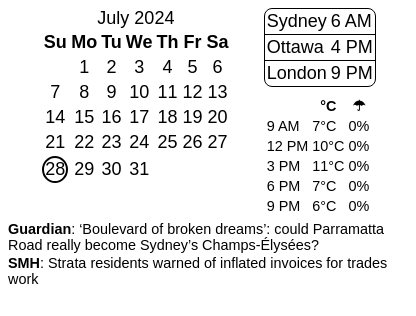 July 2024
Su Mo Tu We Th Fr Sa
1 2 3 4 5 6
7 8 9 10 11 12 13
14 15 16 17 18 19 20
21 22 23 24 25 26 27
28 29 30 31
Sydney 6 AM
Ottawa 4 PM
London 9 PM
°C ☂
9 AM 7°C 0%
12 PM 10°C 0%
3 PM 11°C 0%
6 PM 7°C 0%
9 PM 6°C 0%
Guardian: ‘Boulevard of broken dreams’: could Parramatta
Road really become Sydney’s Champs-Élysées?
SMH: Strata residents warned of inflated invoices for trades
work